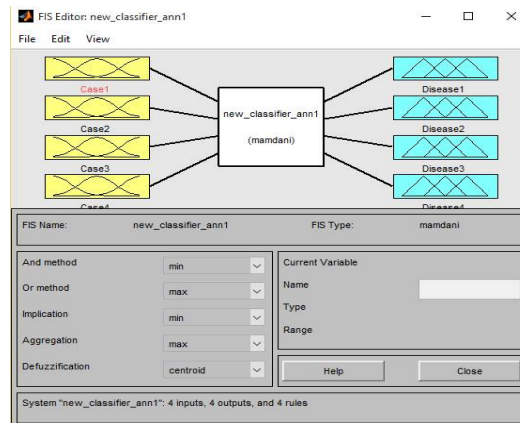 FIS Editor: new_classifier_ann1
File Edit View
Case1
Case2
Case3
Case4
new_classifier_ann1
(mamdani)
Disease1
Disease2
Disease3
Disease4
FIS Name: new_classifier_ann1 FIS Type: mamdani
And method min
Or method max
Implication min
Aggregation max
Defuzzification centroid
Current Variable
Name
Type
Range
Help Close
System "new_classifier_ann1": 4 inputs, 4 outputs, and 4 rules